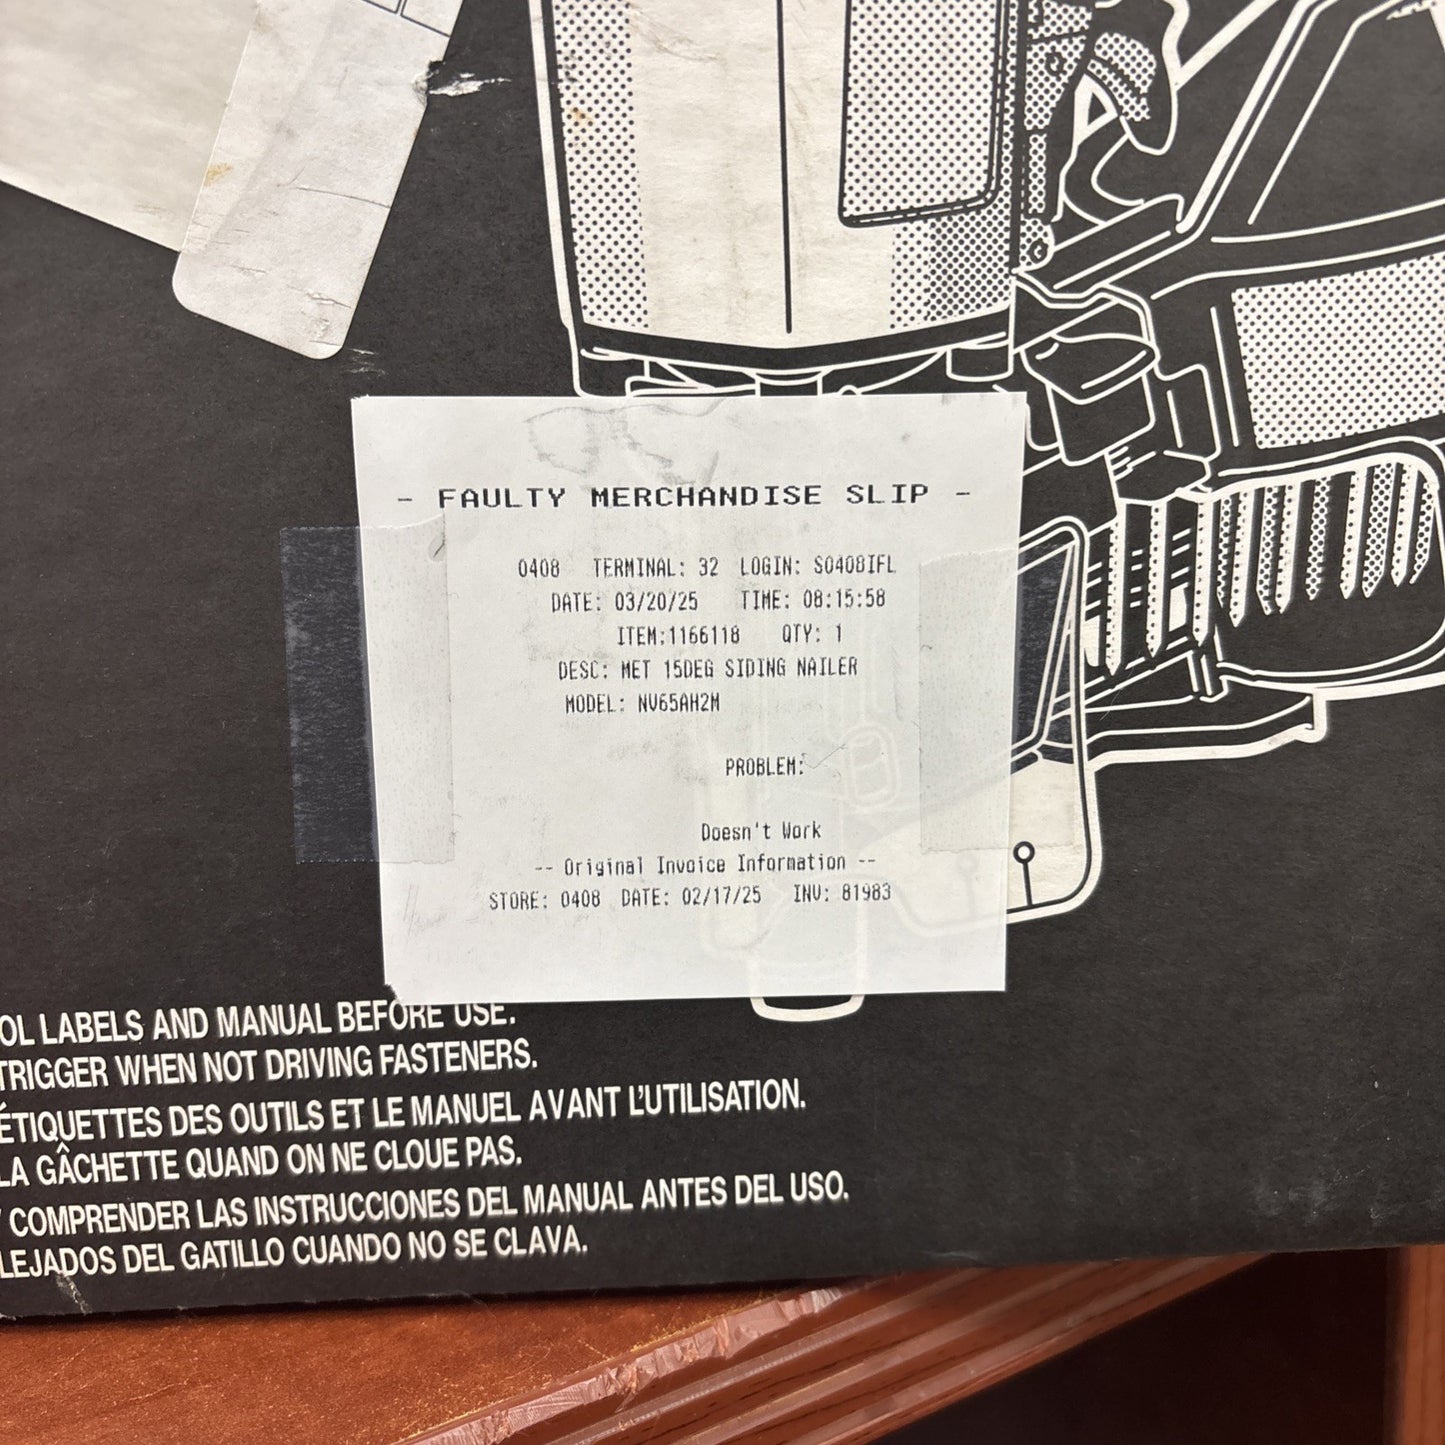 - FAULTY MERCHANDISE SLIP -
0408 TERMINAL: 32 LOGIN: S0408IFL
DATE: 03/20/25 TIME: 08:15:58
ITEM:1166118 QTY: 1
DESC: MET 15DEG SIDING NAILER
MODEL: NV65AH2M
PROBLEM:
Doesn't Work
-- Original Invoice Information --
STORE: 0408 DATE: 02/17/25 INV: 81983
OL LABELS AND MANUAL BEFORE USE.
TRIGGER WHEN NOT DRIVING FASTENERS.
ÉTIQUETTES DES OUTILS ET LE MANUEL AVANT L'UTILISATION.
LA GÂCHETTE QUAND ON NE CLOUE PAS.
Y COMPRENDER LAS INSTRUCCIONES DEL MANUAL ANTES DEL USO.
LEJADOS DEL GATILLO CUANDO NO SE CLAVA.